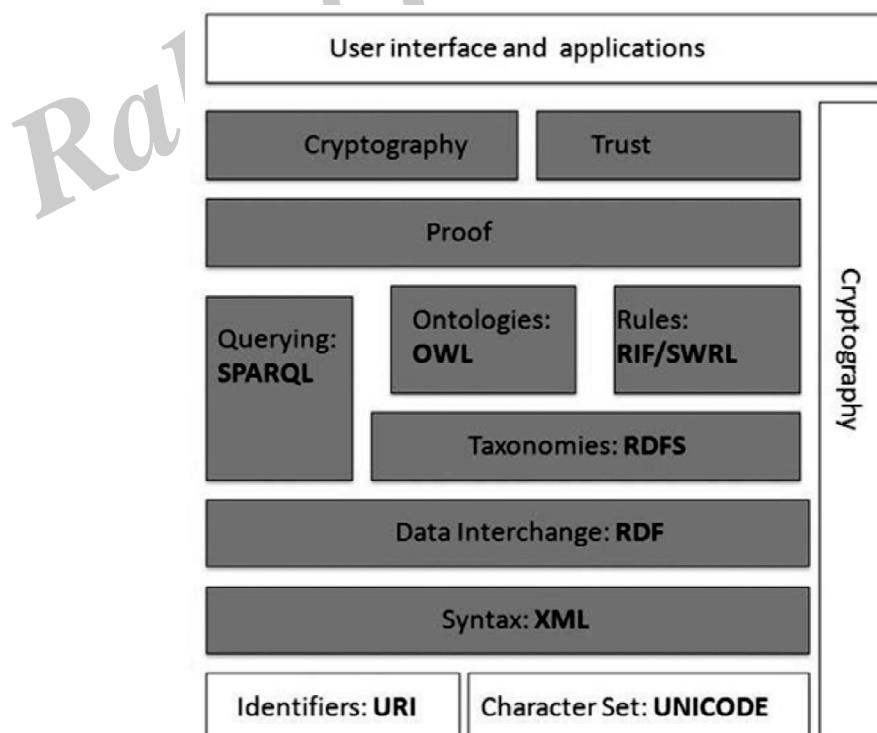 User interface and applications
Cryptography
Trust
Proof
Querying:
SPARQL
Ontologies:
OWL
Rules:
RIF/SWRL
Taxonomies: RDFS
Data Interchange: RDF
Syntax: XML
Identifiers: URI
Character Set: UNICODE
Cryptography